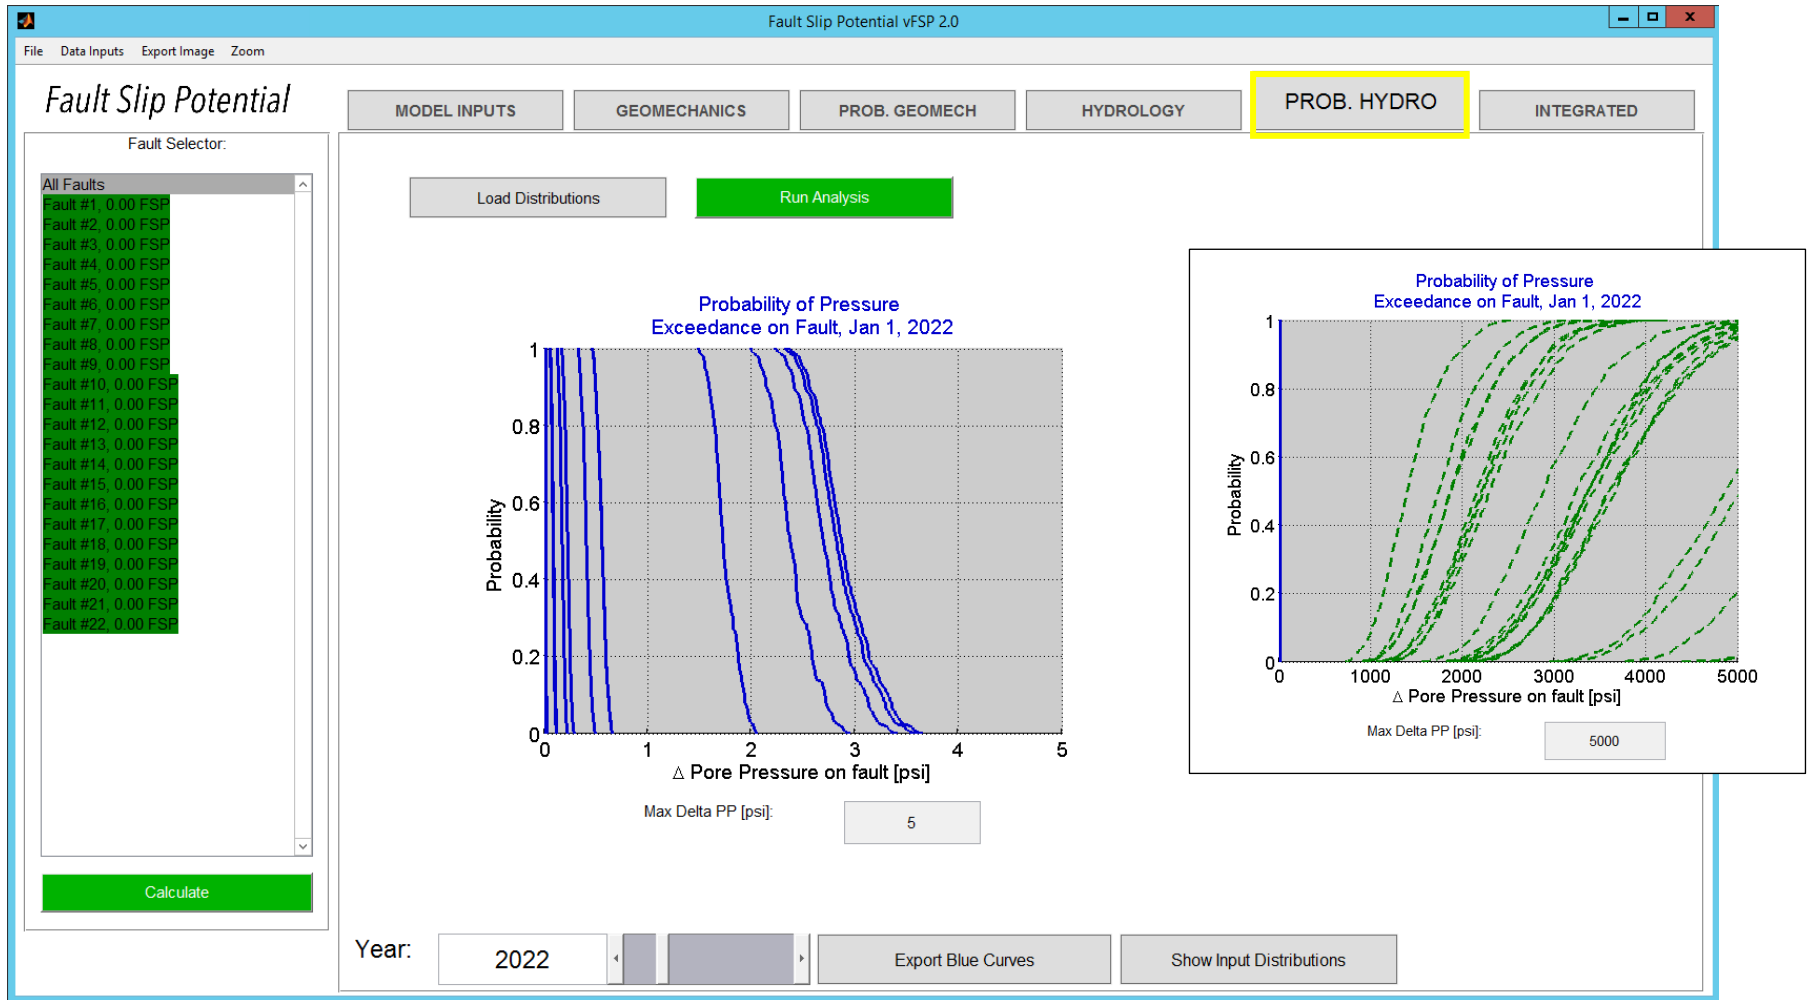 Fault Slip Potential vFSP 2.0
File Data Inputs Export Image Zoom
Fault Slip Potential
MODEL INPUTS
GEOMECHANICS
PROB. GEOMECH
HYDROLOGY
PROB. HYDRO
INTEGRATED
Fault Selector:
All Faults
Fault #1, 0.00 FSP
Fault #2, 0.00 FSP
Fault #3, 0.00 FSP
Fault #4, 0.00 FSP
Fault #5, 0.00 FSP
Fault #6, 0.00 FSP
Fault #7, 0.00 FSP
Fault #8, 0.00 FSP
Fault #9, 0.00 FSP
Fault #10, 0.00 FSP
Fault #11, 0.00 FSP
Fault #12, 0.00 FSP
Fault #13, 0.00 FSP
Fault #14, 0.00 FSP
Fault #15, 0.00 FSP
Fault #16, 0.00 FSP
Fault #17, 0.00 FSP
Fault #18, 0.00 FSP
Fault #19, 0.00 FSP
Fault #20, 0.00 FSP
Fault #21, 0.00 FSP
Fault #22, 0.00 FSP
Calculate
Load Distributions
Run Analysis
Probability of Pressure
Exceedance on Fault, Jan 1, 2022
Probability
1
0.8
0.6
0.4
0.2
0
0 1 2 3 4 5
Δ Pore Pressure on fault [psi]
Max Delta PP [psi]:
5
Probability of Pressure
Exceedance on Fault, Jan 1, 2022
Probability
1
0.8
0.6
0.4
0.2
0
0 1000 2000 3000 4000 5000
Δ Pore Pressure on fault [psi]
Max Delta PP [psi]:
5000
Year:
2022
Export Blue Curves
Show Input Distributions